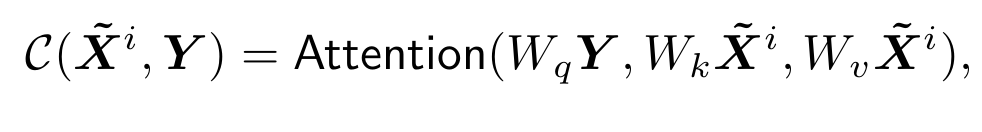 𝒞(X̃ⁱ, Y) = Attention(W_q Y, W_k X̃ⁱ, W_v X̃ⁱ),